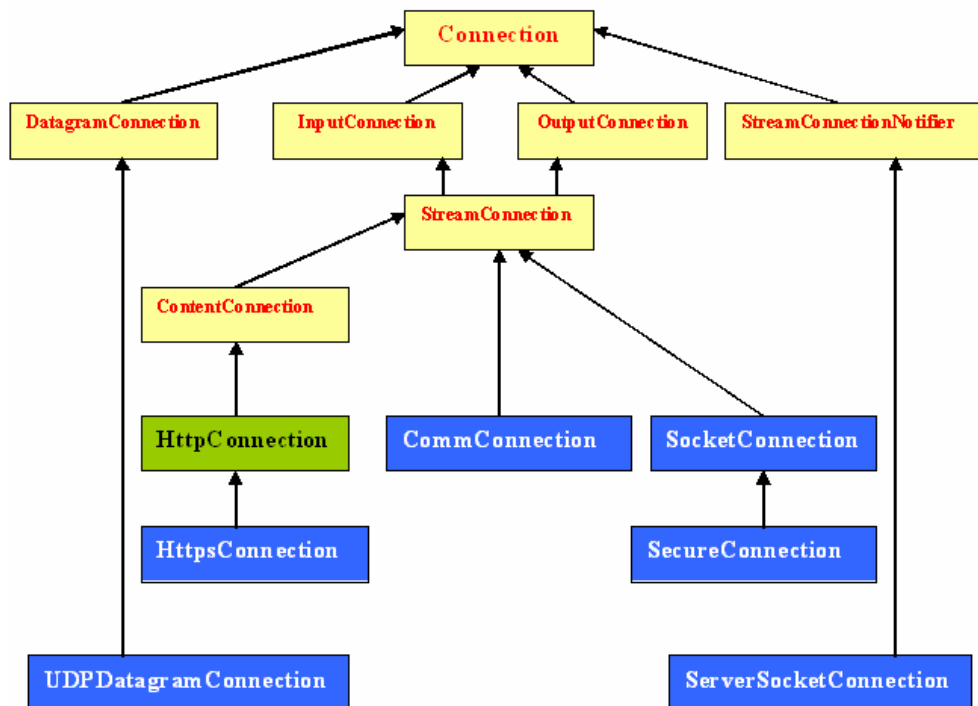 Connection
DatagramConnection
InputConnection
OutputConnection
StreamConnectionNotifier
StreamConnection
ContentConnection
HttpConnection
CommConnection
SocketConnection
HttpsConnection
SecureConnection
UDPDatagramConnection
ServerSocketConnection